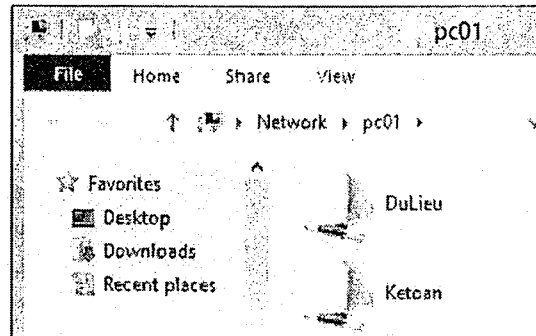 pc01
File Home Share View
Network pc01
Favorites
Desktop
Downloads
Recent places
DuLieu
Ketoan